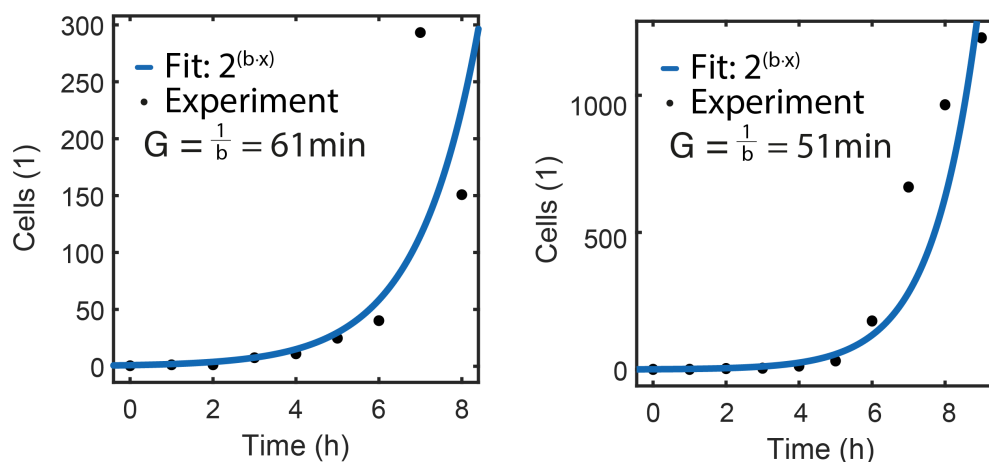 300
250
200
150
100
50
0
Cells (1)
Fit: 2^(b·x)
Experiment
G = 1/b = 61min
0 2 4 6 8
Time (h)
1000
500
0
Cells (1)
Fit: 2^(b·x)
Experiment
G = 1/b = 51min
0 2 4 6 8
Time (h)